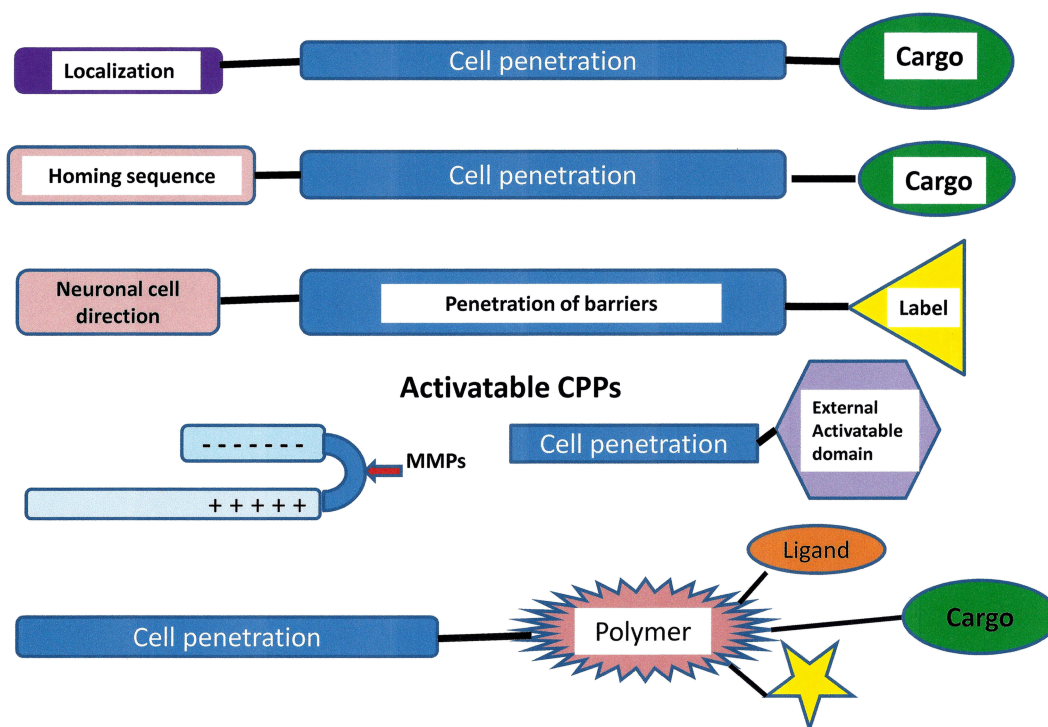 Localization
Cell penetration
Cargo
Homing sequence
Cell penetration
Cargo
Neuronal cell
direction
Penetration of barriers
Label
Activatable CPPs
- - - - - - -
+ + + + +
MMPs
Cell penetration
External
Activatable
domain
Cell penetration
Polymer
Ligand
Cargo